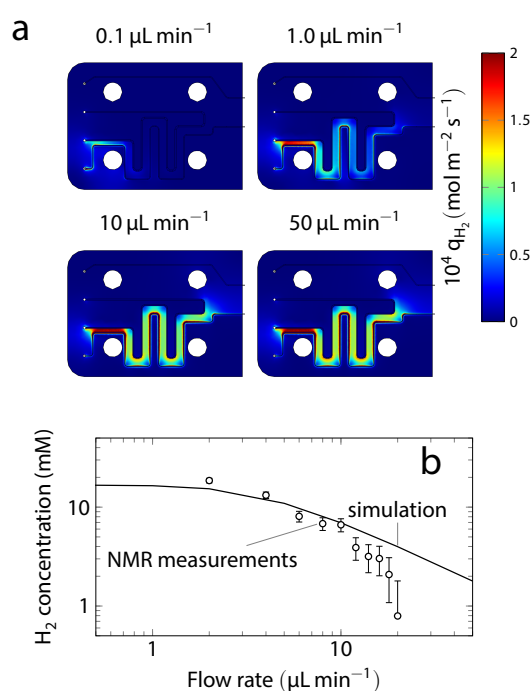 a
0.1 µL min⁻¹
1.0 µL min⁻¹
10 µL min⁻¹
50 µL min⁻¹
2
1.5
1
0.5
0
10⁴ q_H₂ (mol m⁻² s⁻¹)
b
H₂ concentration (mM)
10
1
simulation
NMR measurements
1
10
Flow rate (µL min⁻¹)